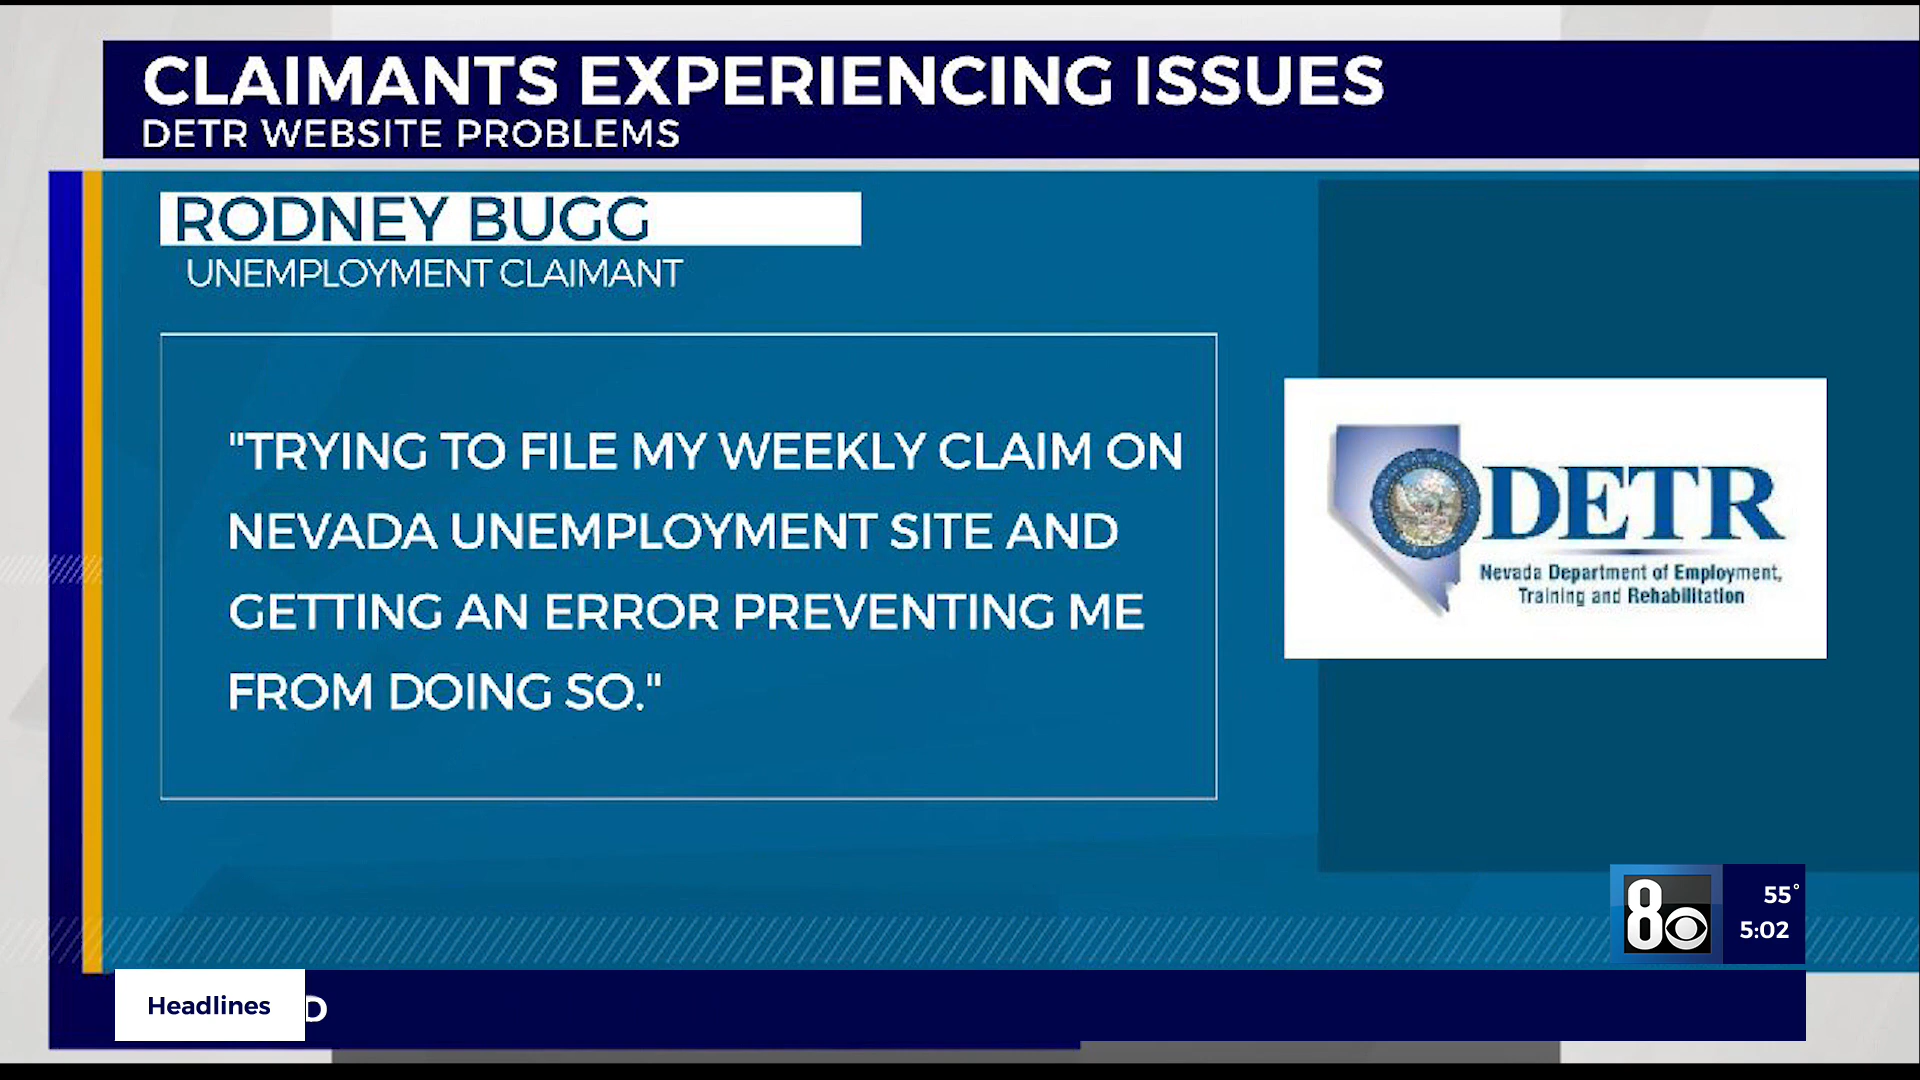 CLAIMANTS EXPERIENCING ISSUES
DETR WEBSITE PROBLEMS
RODNEY BUGG
UNEMPLOYMENT CLAIMANT
"TRYING TO FILE MY WEEKLY CLAIM ON
NEVADA UNEMPLOYMENT SITE AND
GETTING AN ERROR PREVENTING ME
FROM DOING SO."
DETR
Nevada Department of Employment,
Training and Rehabilitation
8
55°
5:02
Headlines
D